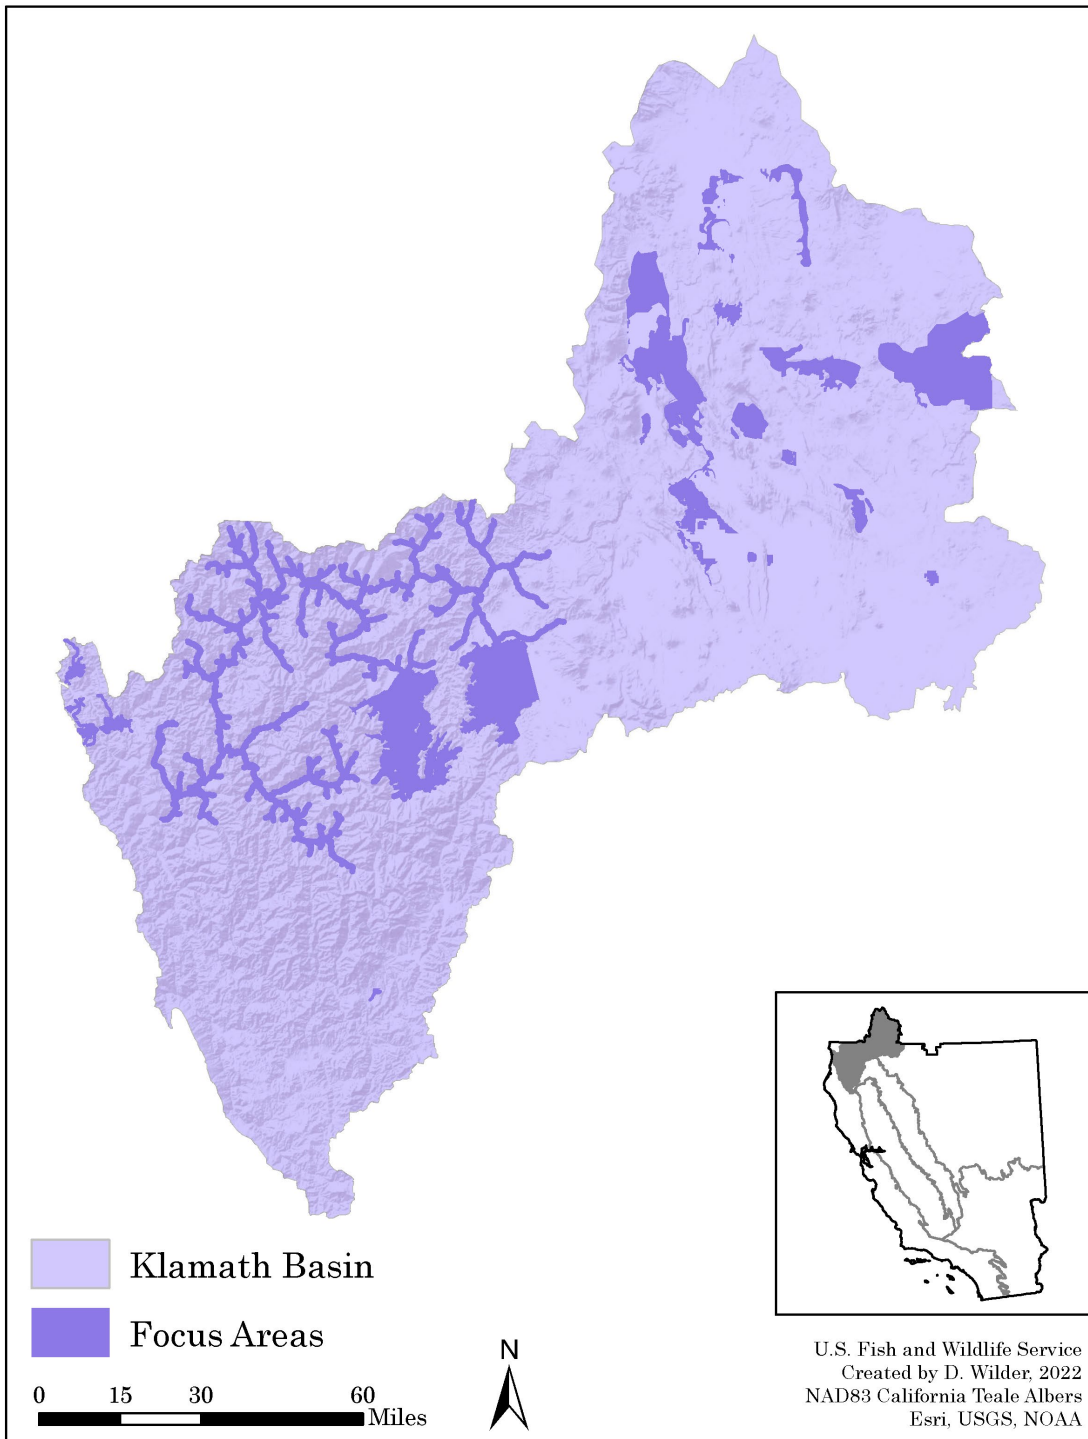 Klamath Basin
Focus Areas
0 15 30 60
Miles
N
U.S. Fish and Wildlife Service
Created by D. Wilder, 2022
NAD83 California Teale Albers
Esri, USGS, NOAA